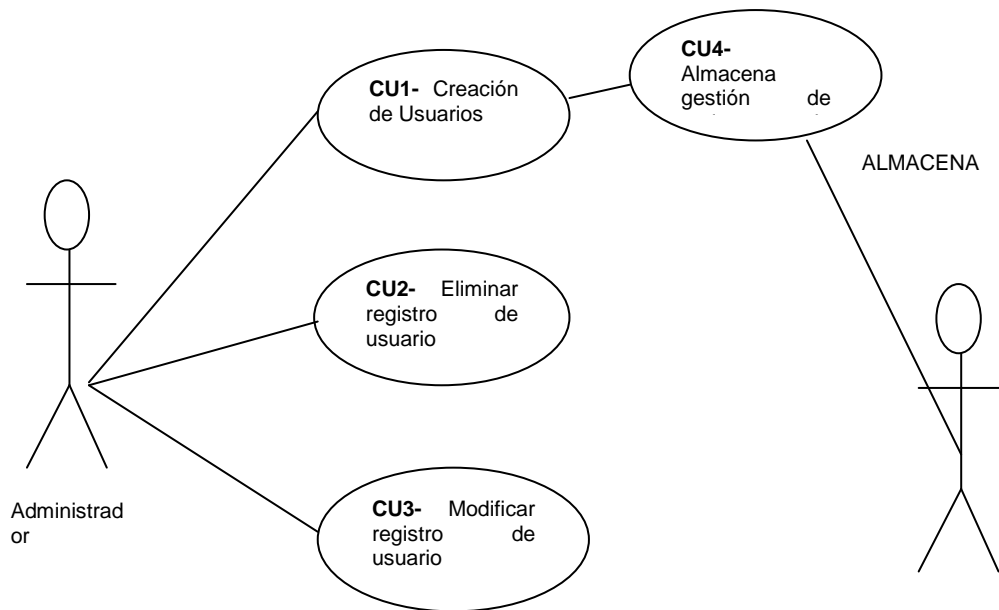 CU1- Creación
de Usuarios
CU4-
Almacena
gestión de
ALMACENA
CU2- Eliminar
registro de
usuario
Administrad
or
CU3- Modificar
registro de
usuario